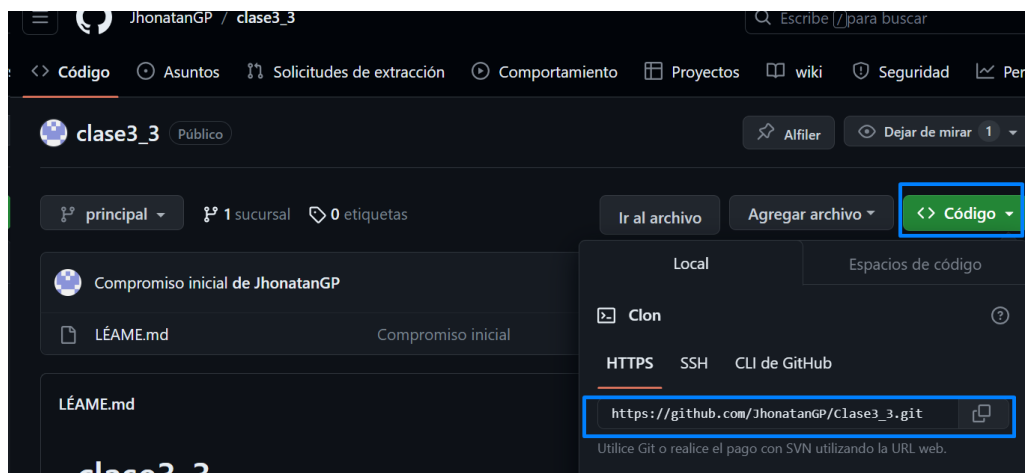 JhonatanGP / clase3_3
Escribe / para buscar
Código Asuntos Solicitudes de extracción Comportamiento Proyectos wiki Seguridad Per
clase3_3 Público
Alfiler Dejar de mirar 1
principal 1 sucursal 0 etiquetas
Ir al archivo Agregar archivo <> Código
Compromiso inicial de JhonatanGP
LÉAME.md Compromiso inicial
LÉAME.md
clase3_3
Local Espacios de código
Clon
HTTPS SSH CLI de GitHub
https://github.com/JhonatanGP/Clase3_3.git
Utilice Git o realice el pago con SVN utilizando la URL web.